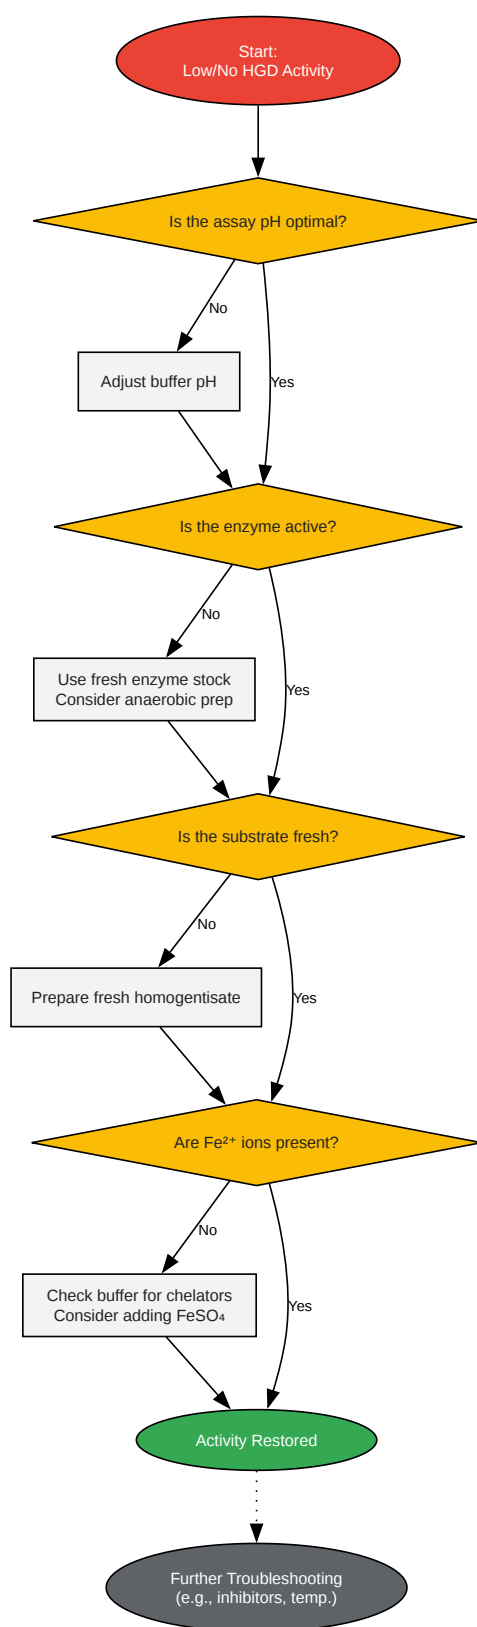 Start:
Low/No HGD Activity
Is the assay pH optimal?
No
Yes
Adjust buffer pH
Is the enzyme active?
No
Yes
Use fresh enzyme stock
Consider anaerobic prep
Is the substrate fresh?
No
Yes
Prepare fresh homogentisate
Are Fe²⁺ ions present?
No
Yes
Check buffer for chelators
Consider adding FeSO₄
Activity Restored
Further Troubleshooting
(e.g., inhibitors, temp.)